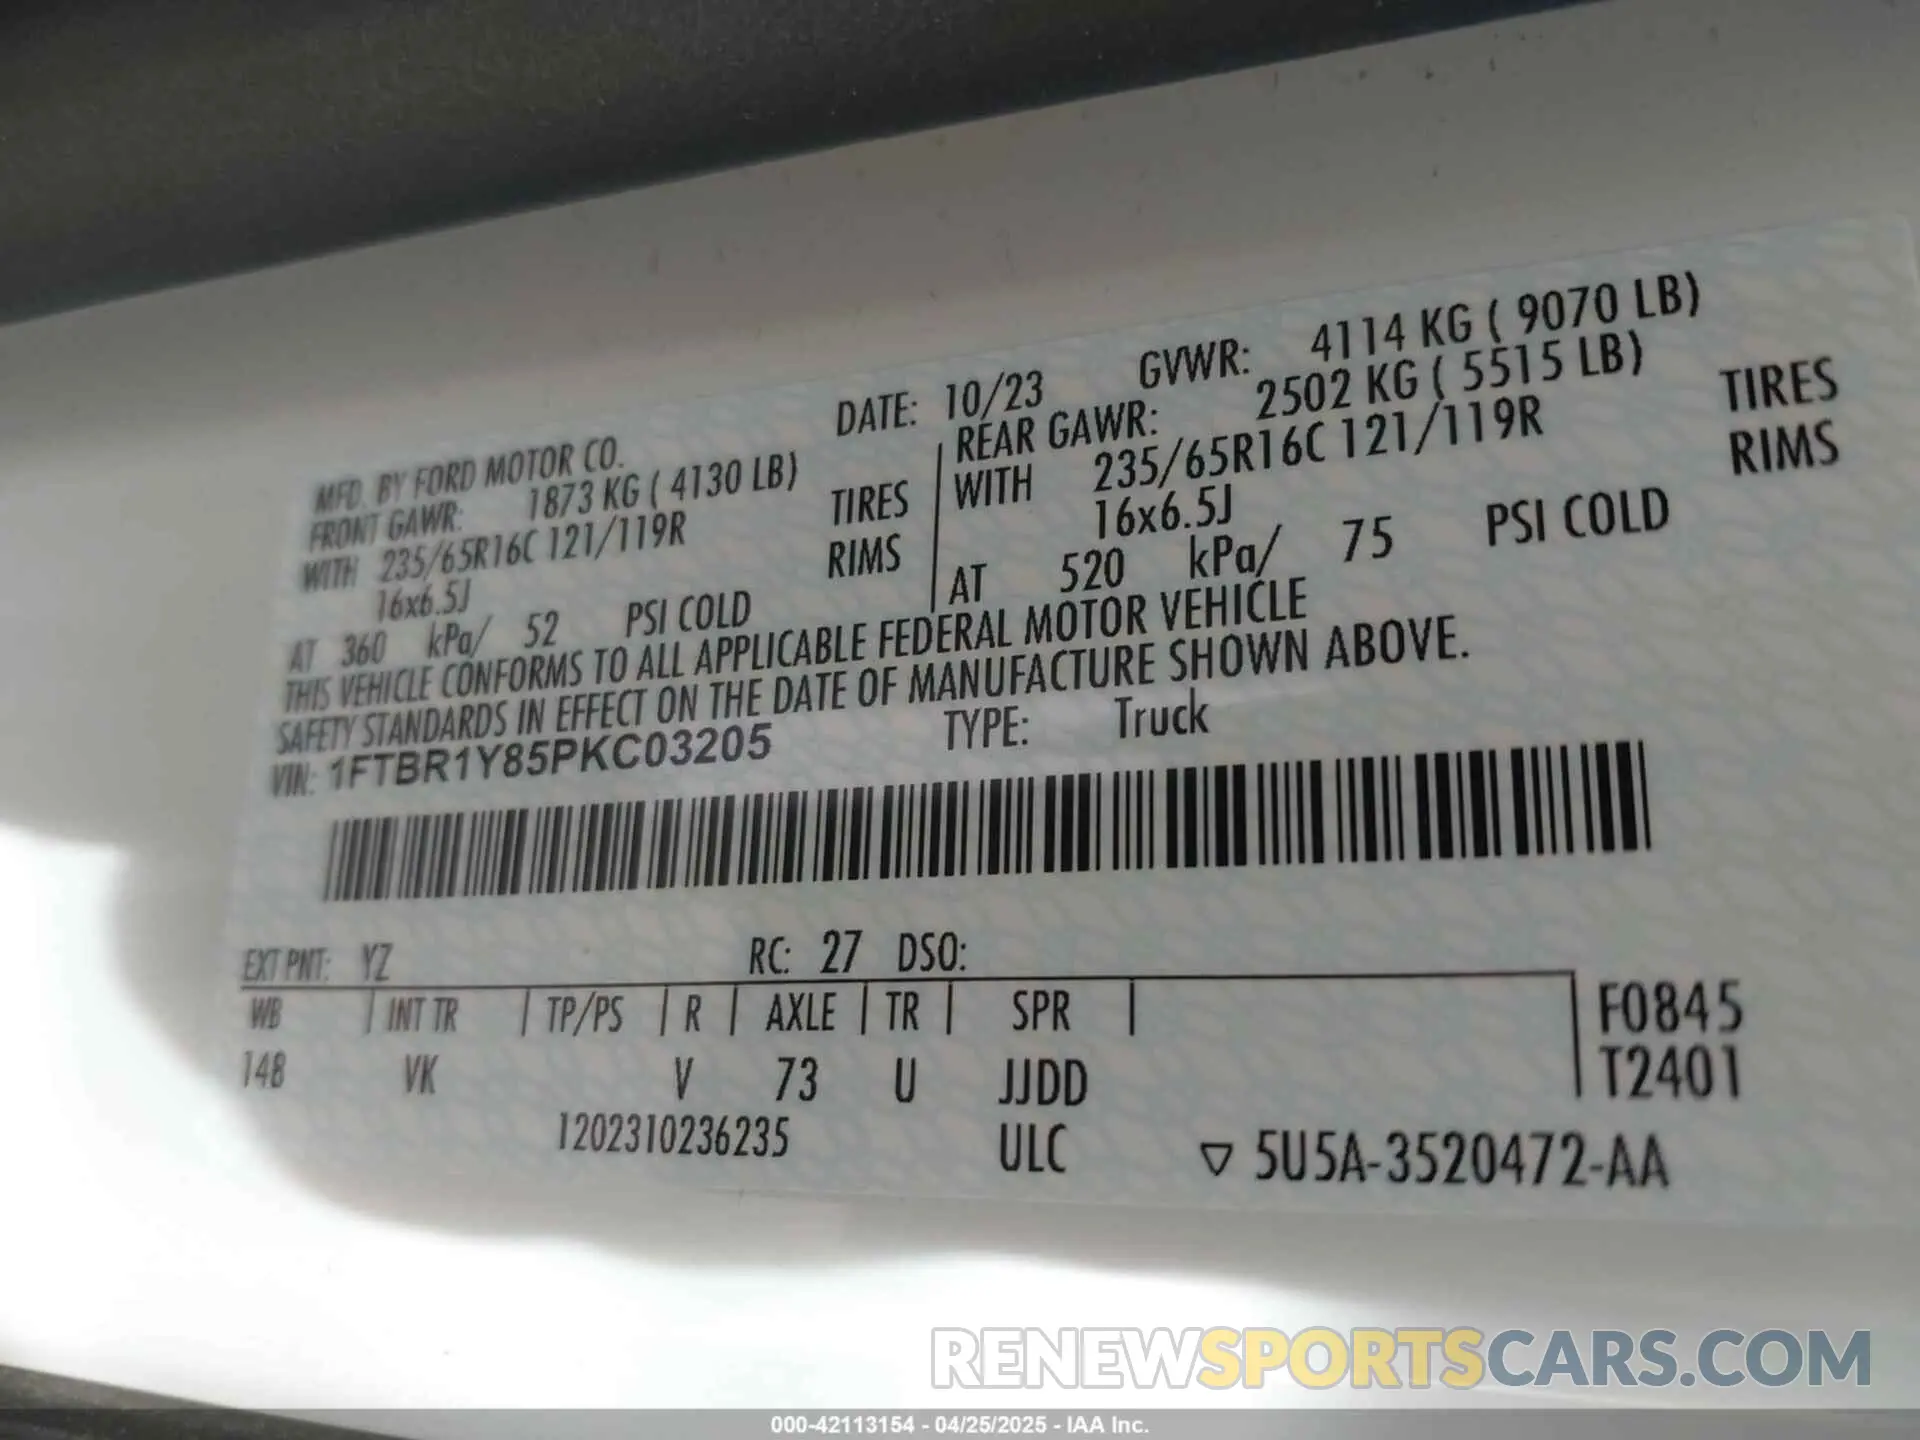 MFD. BY FORD MOTOR CO. DATE: 10/23 GVWR: 4114 KG ( 9070 LB)
FRONT GAWR: 1873 KG ( 4130 LB) REAR GAWR: 2502 KG ( 5515 LB)
WITH 235/65R16C 121/119R TIRES WITH 235/65R16C 121/119R TIRES
16x6.5J RIMS 16x6.5J RIMS
AT 360 kPa/ 52 PSI COLD AT 520 kPa/ 75 PSI COLD
THIS VEHICLE CONFORMS TO ALL APPLICABLE FEDERAL MOTOR VEHICLE
SAFETY STANDARDS IN EFFECT ON THE DATE OF MANUFACTURE SHOWN ABOVE.
VIN: 1FTBR1Y85PKC03205 TYPE: Truck
EXT PNT: YZ RC: 27 DSO:
WB | INT TR | TP/PS | R | AXLE | TR | SPR | F0845
148 VK V 73 U JJDD T2401
1202310236235 ULC ▽ 5U5A-3520472-AA
RENEWSPORTSCARS.COM
000-42113154 - 04/25/2025 - IAA Inc.